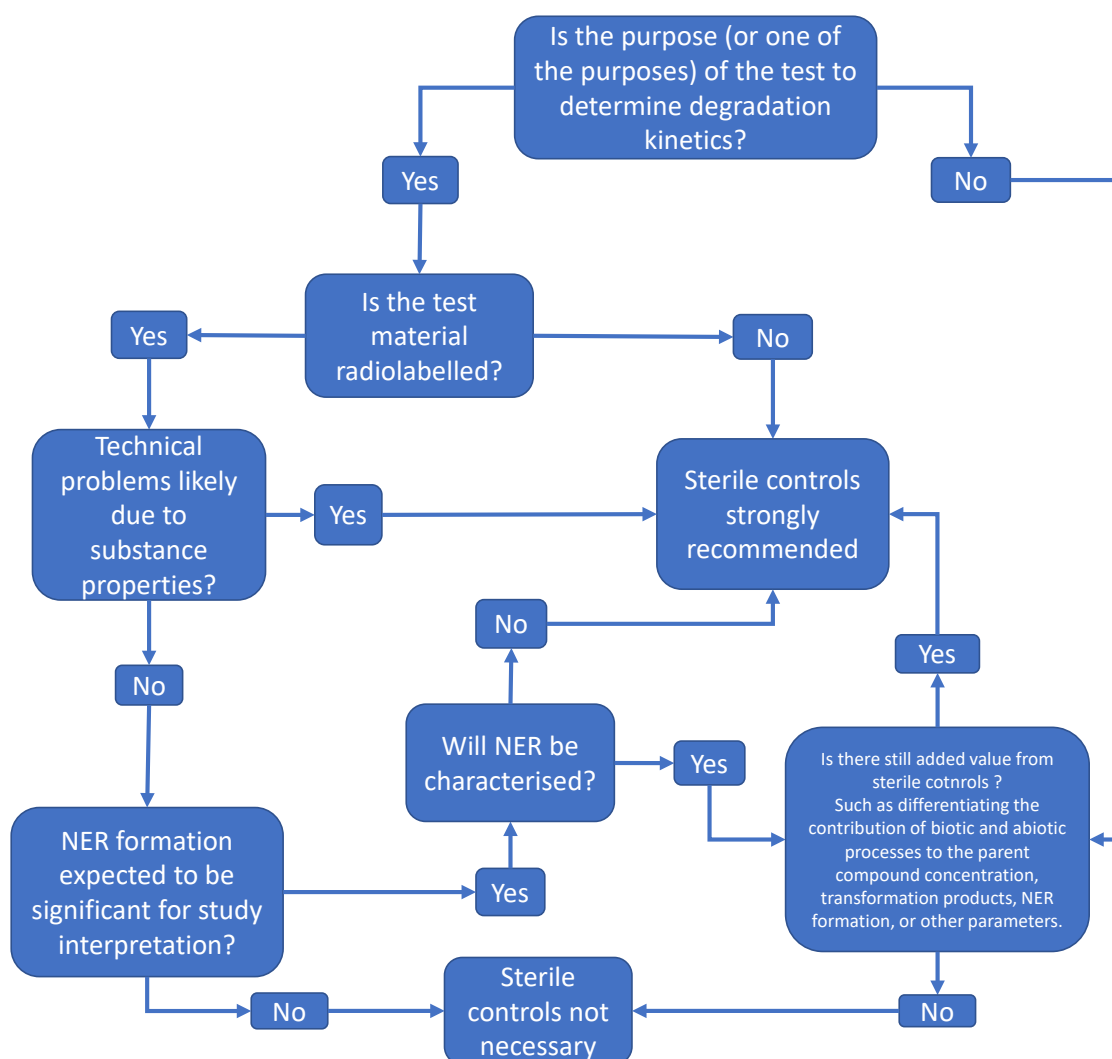 Is the purpose (or one of
the purposes) of the test to
determine degradation
kinetics?
Yes
No
Is the test
material
radiolabelled?
Yes
No
Technical
problems likely
due to
substance
properties?
Yes
Sterile controls
strongly
recommended
No
Yes
No
Will NER be
characterised?
Yes
Is there still added value from
sterile cotnrols ?
Such as differentiating the
contribution of biotic and abiotic
processes to the parent
compound concentration,
transformation products, NER
formation, or other parameters.
NER formation
expected to be
significant for study
interpretation?
Yes
No
Sterile
controls not
necessary
No